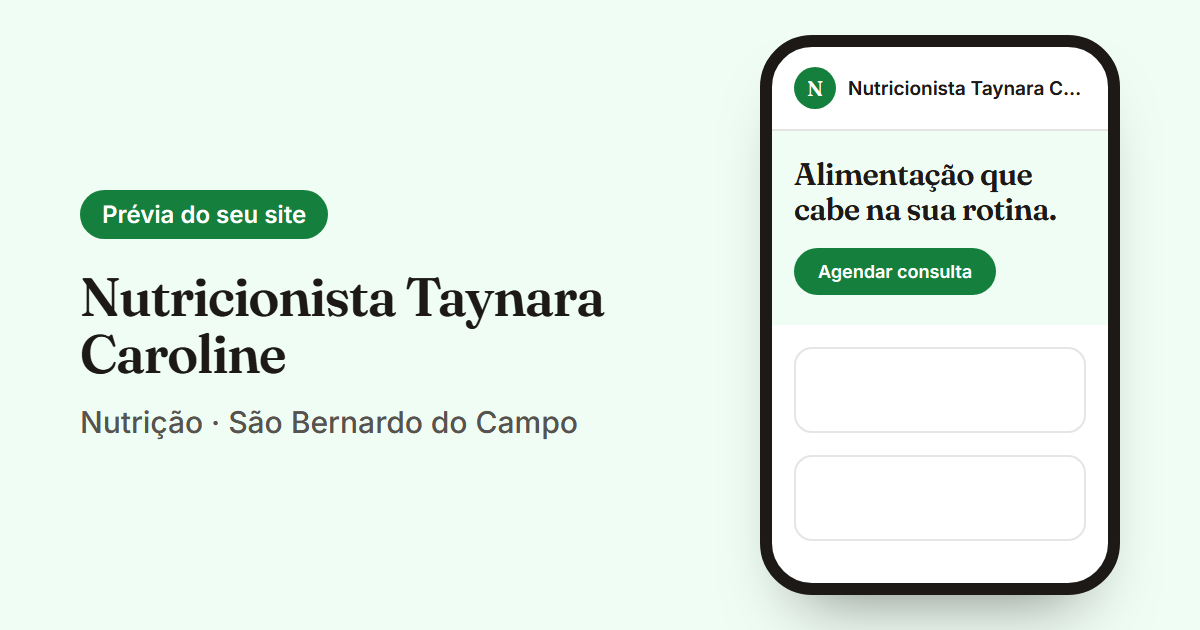 Prévia do seu site
Nutricionista Taynara
Caroline
Nutrição · São Bernardo do Campo
N
Nutricionista Taynara C...
Alimentação que
cabe na sua rotina.
Agendar consulta